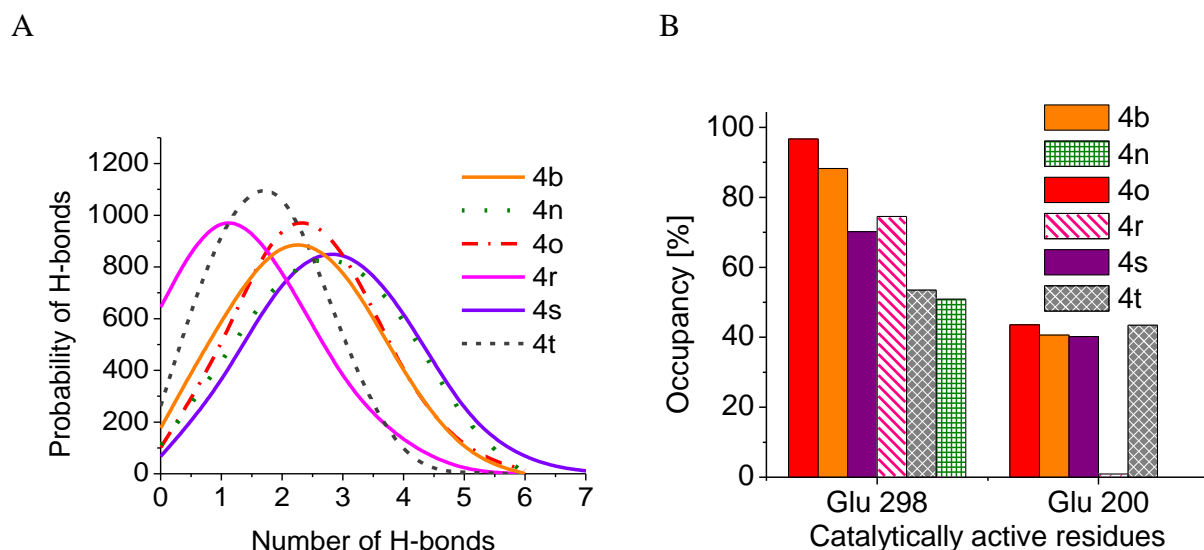 A
B
Probability of H-bonds
1200
1000
800
600
400
200
0
0 1 2 3 4 5 6 7
Number of H-bonds
4b
4n
4o
4r
4s
4t
Occupancy [%]
100
80
60
40
20
0
Glu 298 Glu 200
Catalytically active residues
4b
4n
4o
4r
4s
4t